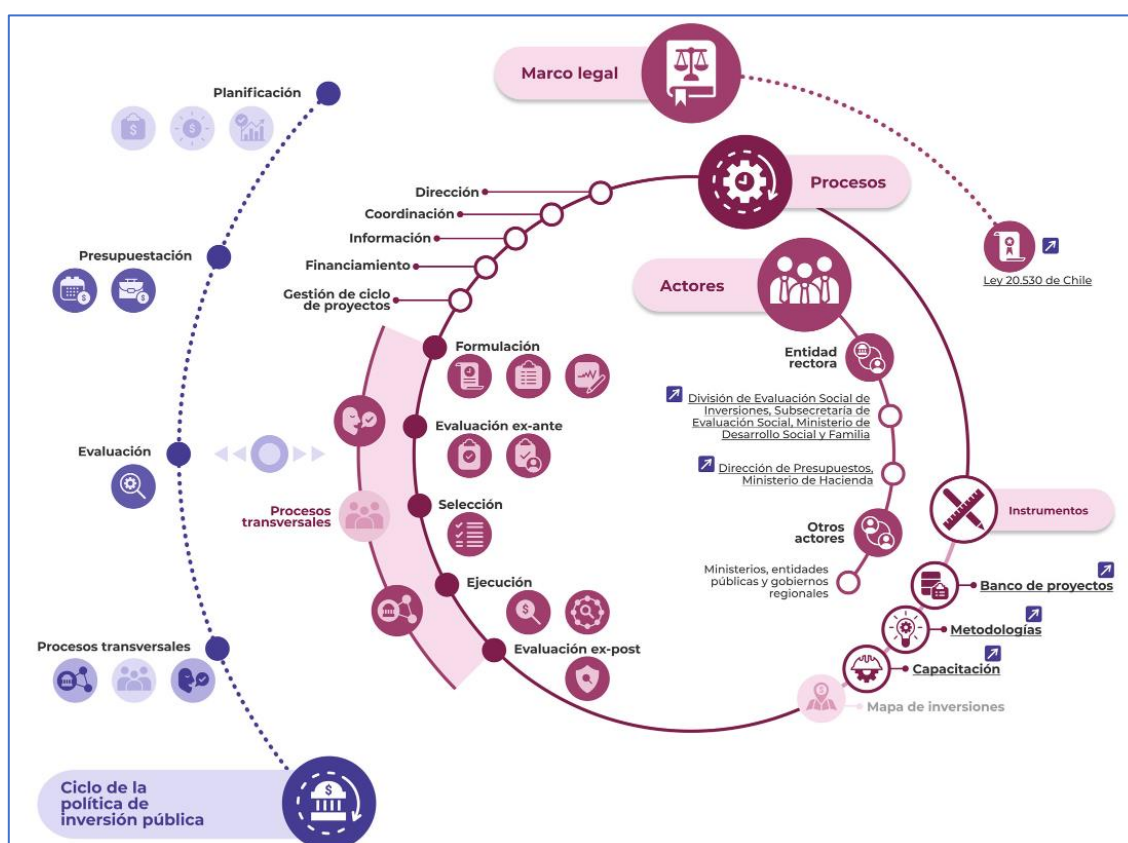 Marco legal
Ley 20.530 de Chile
Planificación
Presupuestación
Evaluación
Procesos transversales
Ciclo de la
política de
inversión pública
Procesos
Dirección
Coordinación
Información
Financiamiento
Gestión de ciclo
de proyectos
Formulación
Evaluación ex-ante
Selección
Ejecución
Evaluación ex-post
Procesos
transversales
Actores
Entidad
rectora
División de Evaluación Social de
Inversiones, Subsecretaría de
Evaluación Social, Ministerio de
Desarrollo Social y Familia
Dirección de Presupuestos,
Ministerio de Hacienda
Otros
actores
Ministerios, entidades
públicas y gobiernos
regionales
Instrumentos
Banco de proyectos
Metodologías
Capacitación
Mapa de inversiones